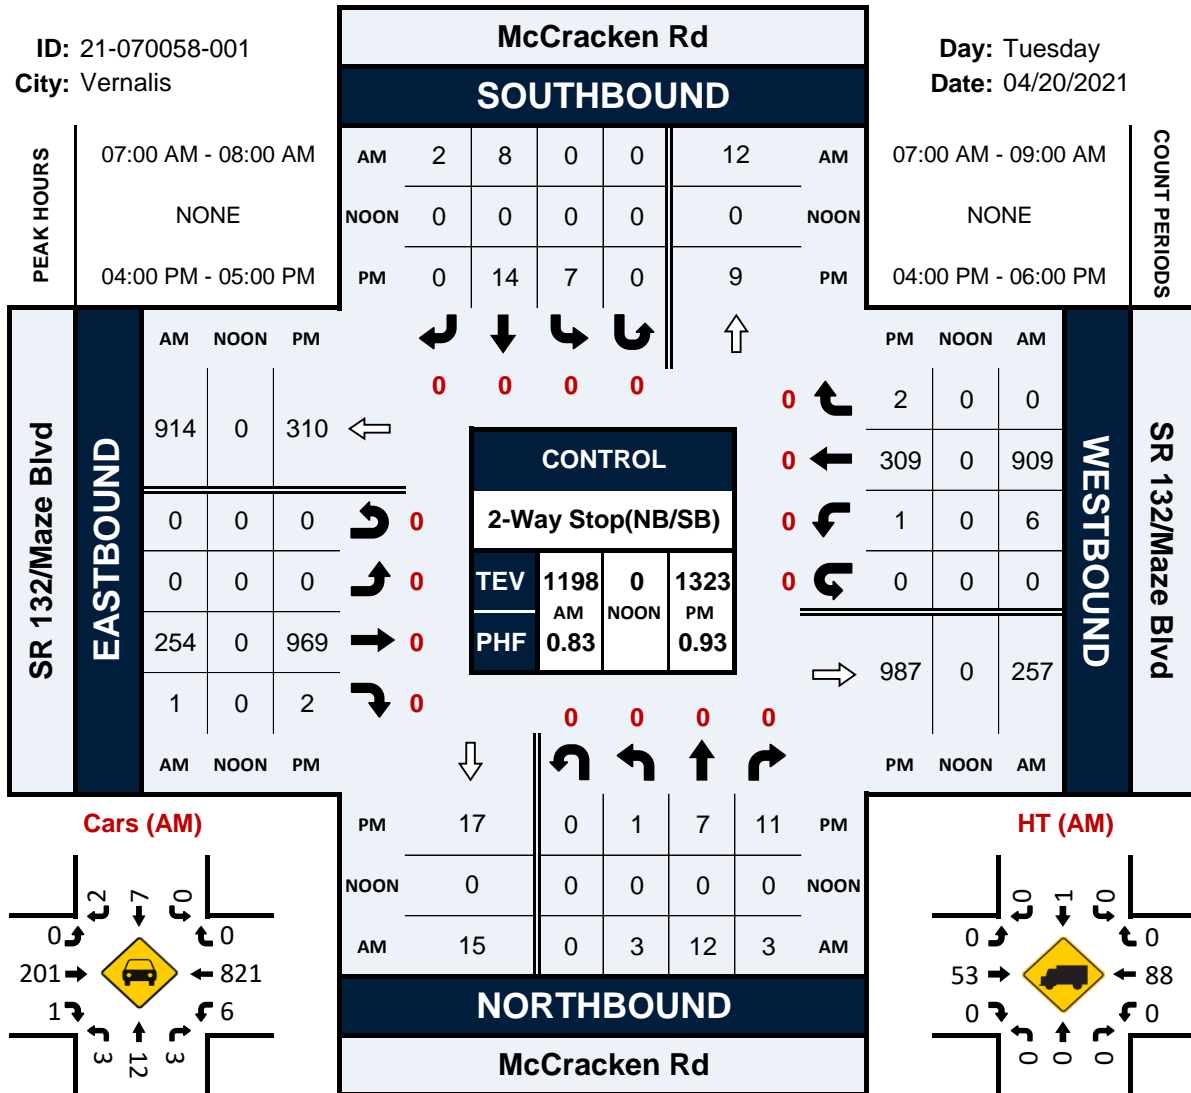 McCracken Rd
ID: 21-070058-001
City: Vernalis
Day: Tuesday
Date: 04/20/2021
SOUTHBOUND
PEAK HOURS
07:00 AM - 08:00 AM
NONE
04:00 PM - 05:00 PM
AM 2 8 0 0 12 AM
NOON 0 0 0 0 0 NOON
PM 0 14 7 0 9 PM
07:00 AM - 09:00 AM
NONE
04:00 PM - 06:00 PM
COUNT PERIODS
0 0 0 0
SR 132/Maze Blvd
EASTBOUND
AM NOON PM
914 0 310
0 0 0 0
0 0 0 0
254 0 969 0
1 0 2 0
AM NOON PM
CONTROL
2-Way Stop(NB/SB)
TEV 1198 0 1323
AM NOON PM
PHF 0.83 0.93
PM NOON AM
0 2 0 0
0 309 0 909
0 1 0 6
0 0 0 0
987 0 257
PM NOON AM
WESTBOUND
SR 132/Maze Blvd
0 0 0 0
PM 17 0 1 7 11 PM
NOON 0 0 0 0 0 NOON
AM 15 0 3 12 3 AM
NORTHBOUND
McCracken Rd
Cars (AM)
2 7 0
0 0
201 821
1 6
3 12 3
HT (AM)
0 1 0
0 0
53 88
0 0
0 0 0